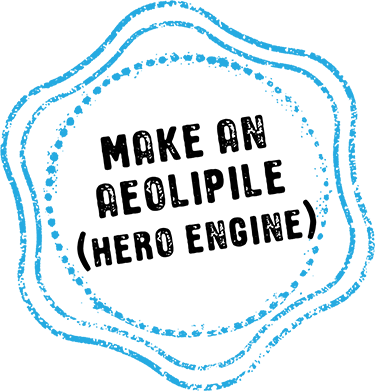 MAKE AN
AEOLIPILE
(HERO ENGINE)